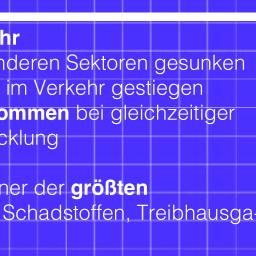 hr
nderen Sektoren gesunken
im Verkehr gestiegen
ommen bei gleichzeitiger
cklung
ner der größten
Schadstoffen, Treibhausga-